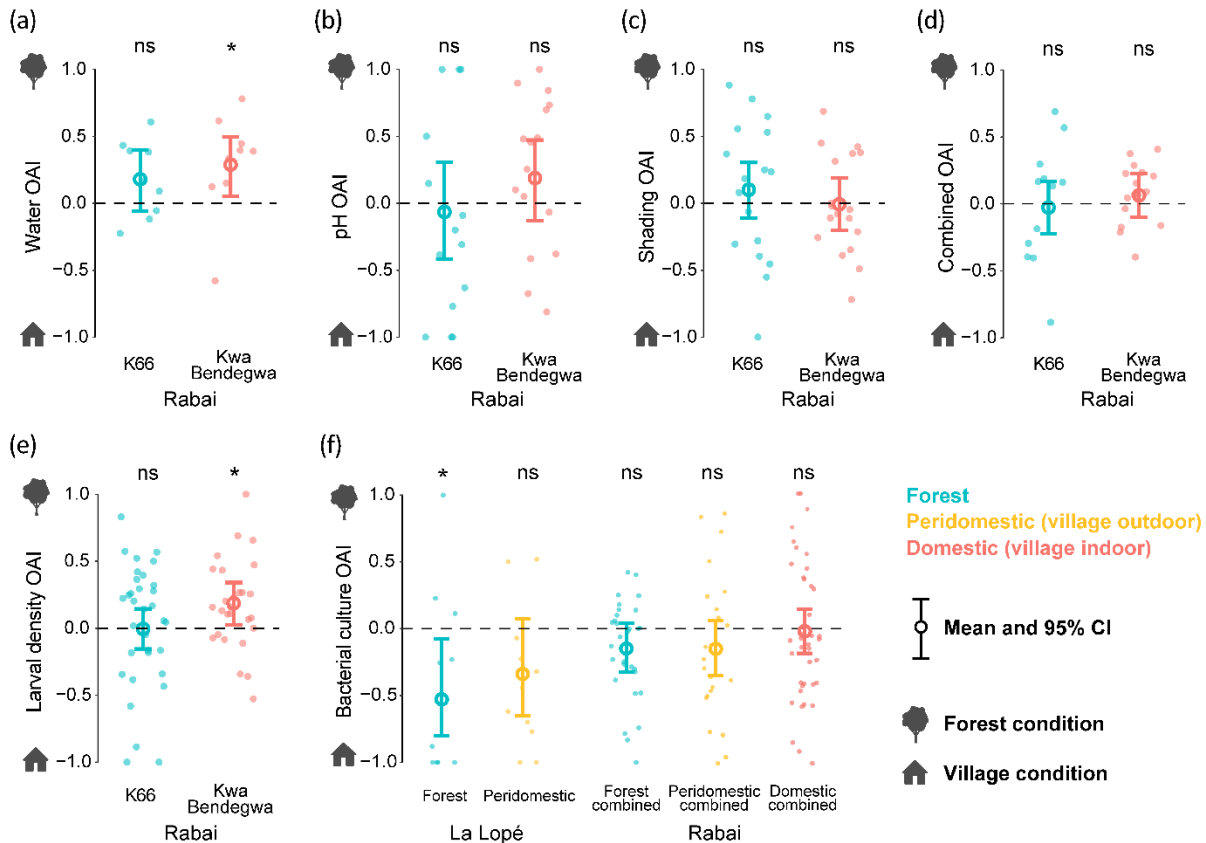 (a)
ns
*
1.0
0.5
0.0
−0.5
−1.0
Water OAI
K66
Kwa
Bendegwa
Rabai
(b)
ns
ns
1.0
0.5
0.0
−0.5
−1.0
pH OAI
K66
Kwa
Bendegwa
Rabai
(c)
ns
ns
1.0
0.5
0.0
−0.5
−1.0
Shading OAI
K66
Kwa
Bendegwa
Rabai
(d)
ns
ns
1.0
0.5
0.0
−0.5
−1.0
Combined OAI
K66
Kwa
Bendegwa
Rabai
(e)
ns
*
1.0
0.5
0.0
−0.5
−1.0
Larval density OAI
K66
Kwa
Bendegwa
Rabai
(f)
*
ns
ns
ns
ns
1.0
0.5
0.0
−0.5
−1.0
Bacterial culture OAI
Forest
Peridomestic
Forest
combined
Peridomestic
combined
Domestic
combined
La Lopé
Rabai
Forest
Peridomestic (village outdoor)
Domestic (village indoor)
Mean and 95% CI
Forest condition
Village condition